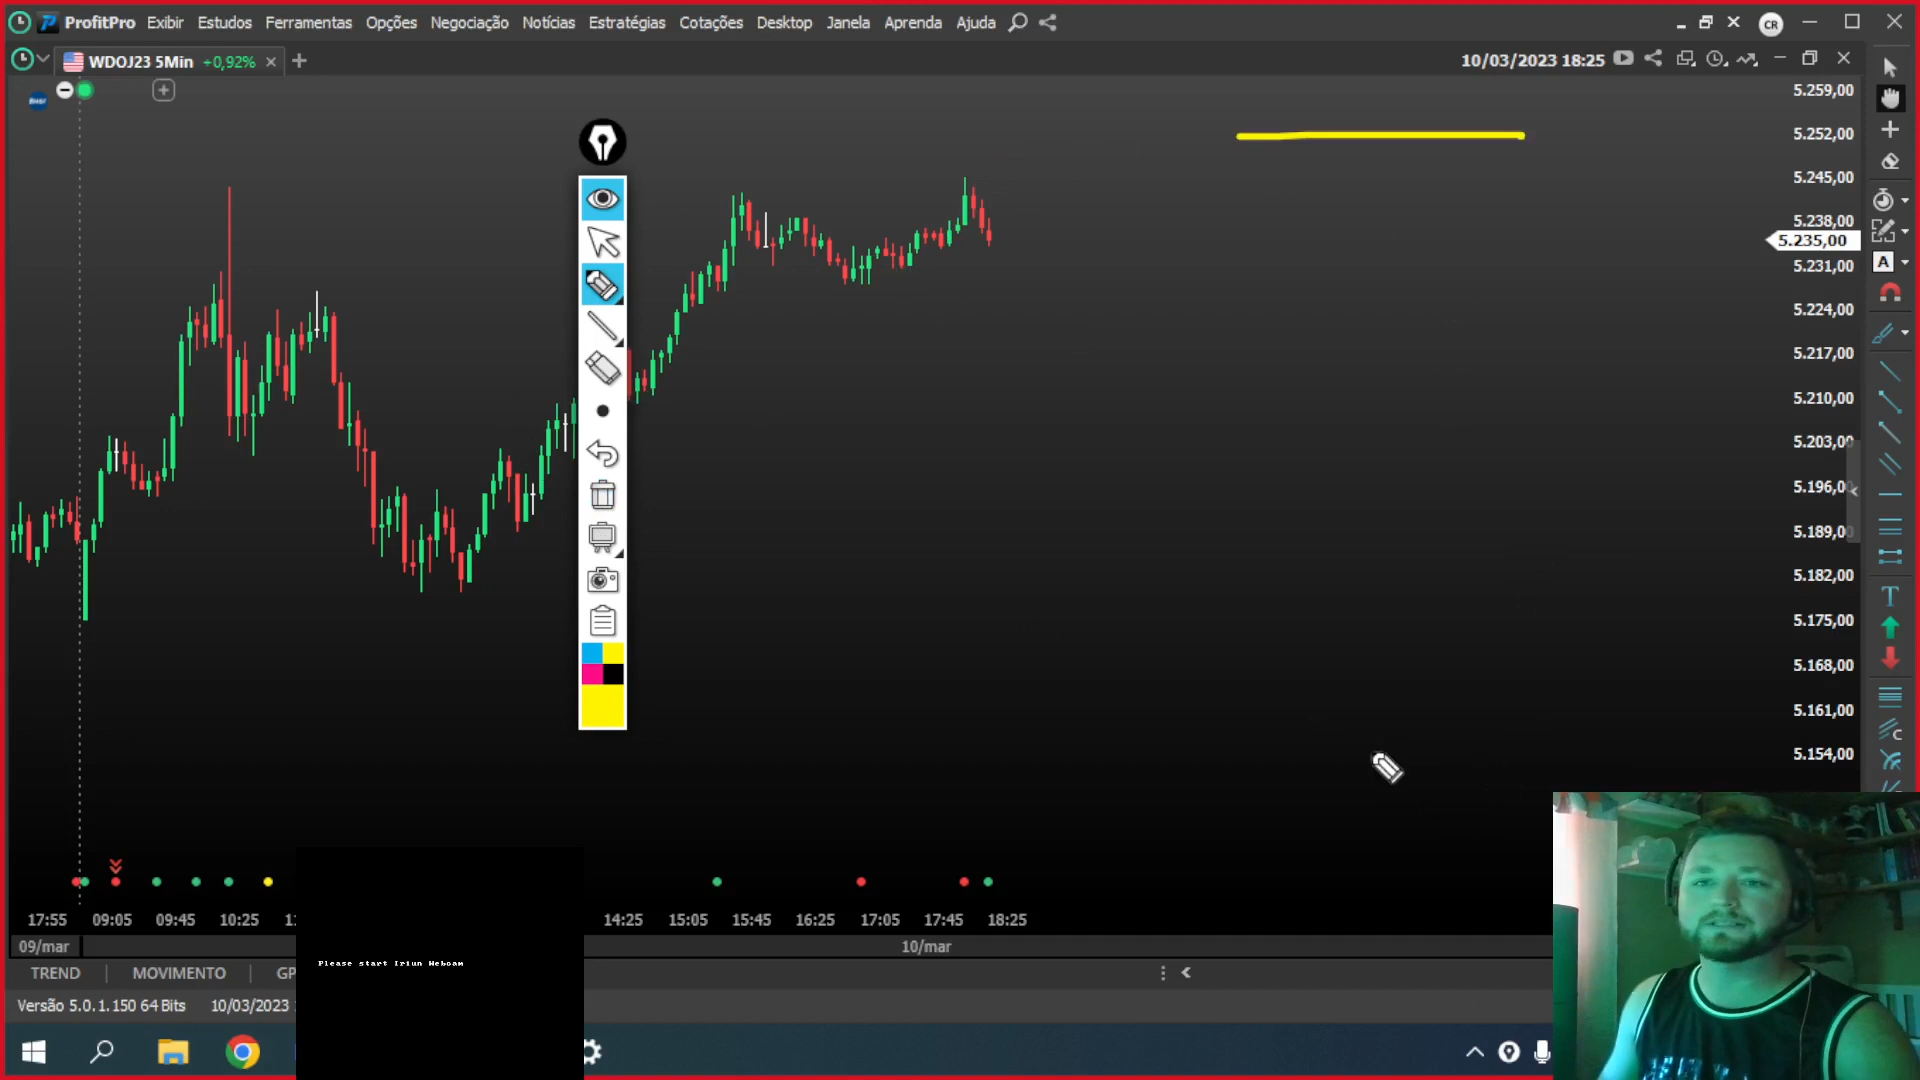 ProfitPro Exibir Estudos Ferramentas Opções Negociação Notícias Estratégias Cotações Desktop Janela Aprenda Ajuda CR
WDOJ23 5Min +0,92% 10/03/2023 18:25
5.259,00
5.252,00
5.245,00
5.238,00
5.235,00
5.231,00
5.224,00
5.217,00
5.210,00
5.203,00
5.196,00
5.189,00
5.182,00
5.175,00
5.168,00
5.161,00
5.154,00
A
T
C
17:55 09:05 09:45 10:25 14:25 15:05 15:45 16:25 17:05 17:45 18:25
09/mar 10/mar
Please start Iriun Webcam
TREND MOVIMENTO
Versão 5.0.1.150 64 Bits 10/03/2023